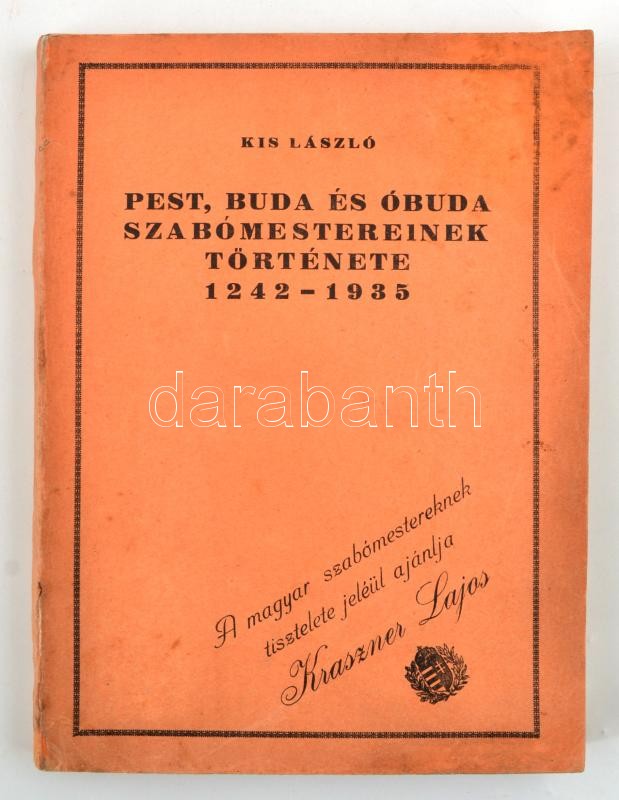 KIS LÁSZLÓ
PEST, BUDA ÉS ÓBUDA
SZABÓMESTEREINEK
TÖRTÉNETE
1242-1935
darabanth
A magyar szabómestereknek
tisztelete jeléül ajánlja
Kraszner Lajos